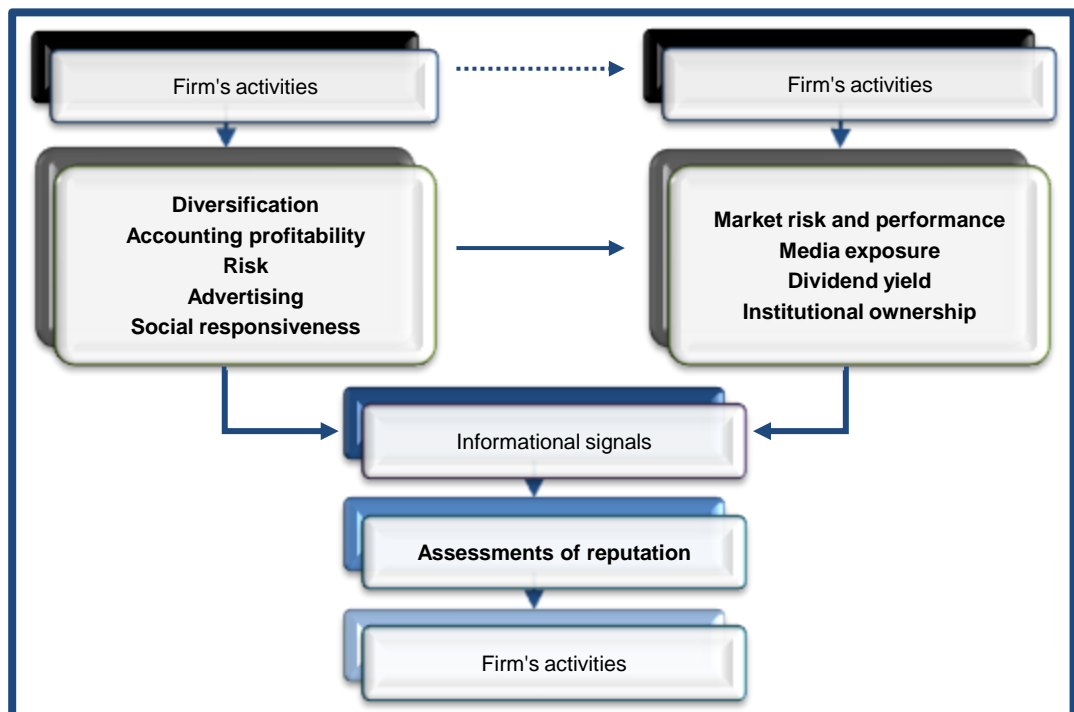 Firm's activities
Firm's activities
Diversification
Accounting profitability
Risk
Advertising
Social responsiveness
Market risk and performance
Media exposure
Dividend yield
Institutional ownership
Informational signals
Assessments of reputation
Firm's activities